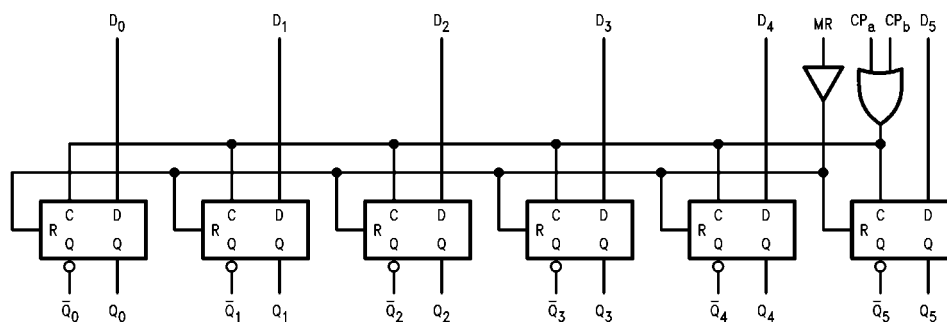 D₀ D₁ D₂ D₃ D₄ MR CPₐ CP_b D₅
C D C D C D C D C D C D
R R R R R R
Q Q Q Q Q Q Q Q Q Q Q Q
Q̅₀ Q₀ Q̅₁ Q₁ Q̅₂ Q₂ Q̅₃ Q₃ Q̅₄ Q₄ Q̅₅ Q₅